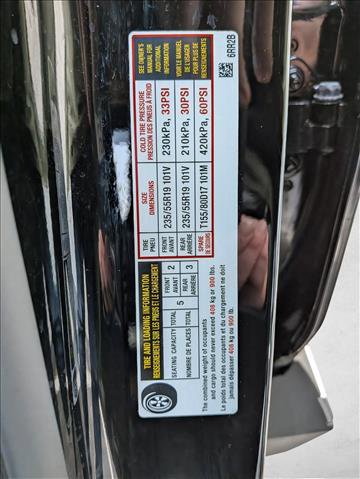 TIRE AND LOADING INFORMATION
RENSEIGNEMENTS SUR LES PNEUS ET LE CHARGEMENT
SEATING CAPACITY TOTAL 5 FRONT AVANT 2 REAR ARRIÈRE 3
NOMBRE DE PLACES TOTAL
The combined weight of occupants
and cargo should never exceed 408 kg or 900 lbs.
Le poids total des occupants et du chargement ne doit
jamais dépasser 408 kg ou 900 lb.
TIRE PNEU SIZE DIMENSIONS COLD TIRE PRESSURE PRESSION DES PNEUS À FROID
FRONT AVANT 235/55R19 101V 230kPa, 33PSI
REAR ARRIÈRE 235/55R19 101V 210kPa, 30PSI
SPARE DE SECOURS T155/80D17 101M 420kPa, 60PSI
SEE OWNER'S
MANUAL FOR
ADDITIONAL
INFORMATION
VOIR LE MANUEL
DE L'USAGER
POUR PLUS DE
RENSEIGNEMENTS
6RR2B